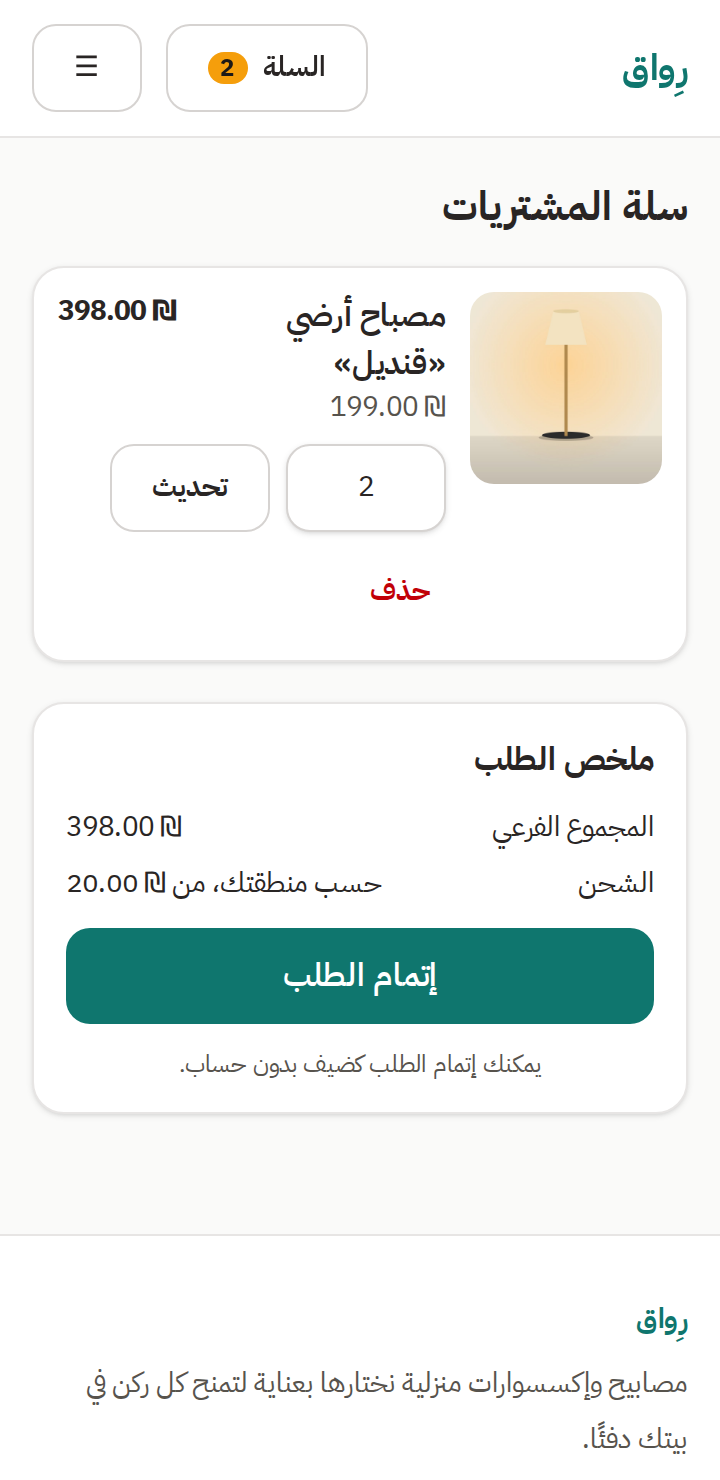 رِواق
السلة 2
☰
سلة المشتريات
مصباح أرضي
«قنديل»
199.00 ₪
398.00 ₪
2
تحديث
حذف
ملخص الطلب
المجموع الفرعي 398.00 ₪
الشحن حسب منطقتك، من 20.00 ₪
إتمام الطلب
يمكنك إتمام الطلب كضيف بدون حساب.
رِواق
مصابيح وإكسسوارات منزلية نختارها بعناية لتمنح كل ركن في
بيتك دفئًا.